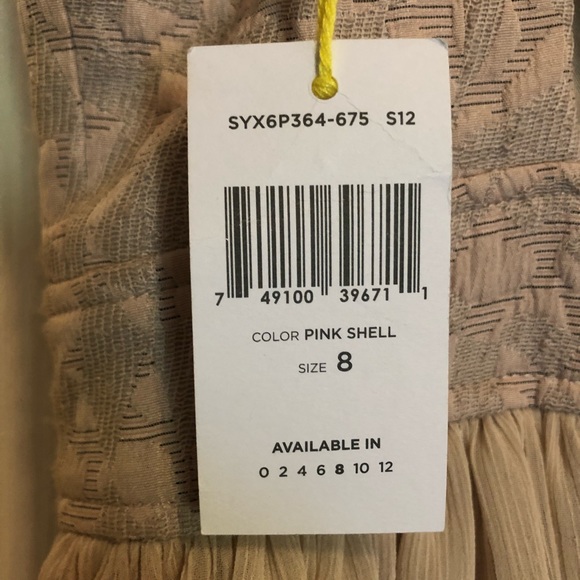 SYX6P364-675 S12
7 49100 39671 1
COLOR PINK SHELL
SIZE 8
AVAILABLE IN
0 2 4 6 8 10 12